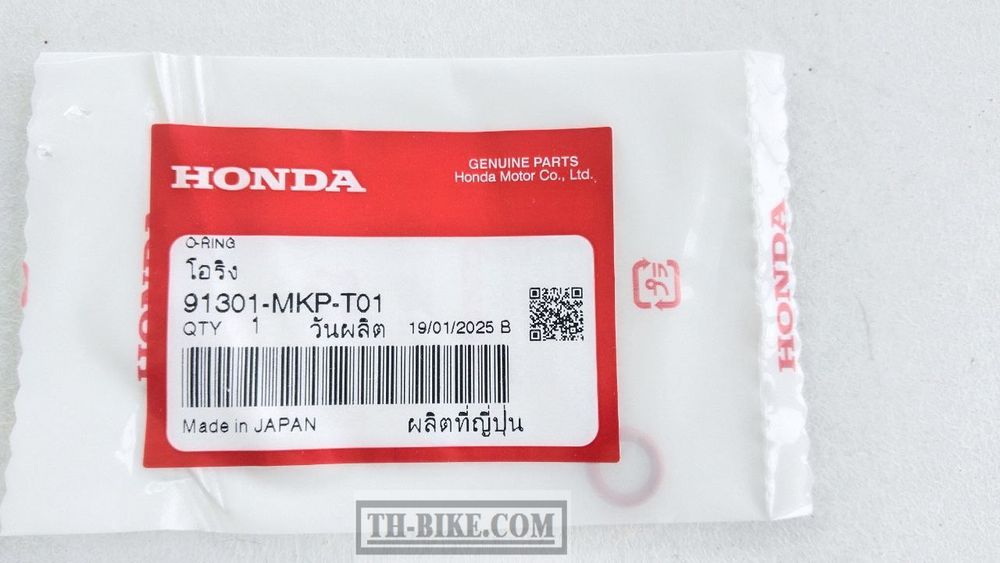 HONDA
GENUINE PARTS
Honda Motor Co., Ltd.
O-RING
โอริง
91301-MKP-T01
QTY 1 วันผลิต 19/01/2025 B
Made in JAPAN ผลิตที่ญี่ปุ่น
HONDA
HONDA
TH-BIKE.COM